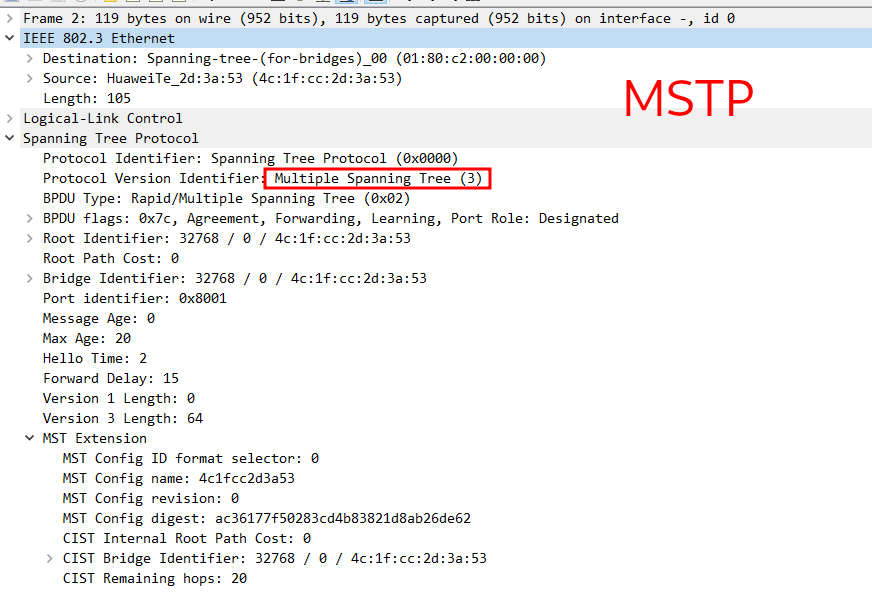 Frame 2: 119 bytes on wire (952 bits), 119 bytes captured (952 bits) on interface -, id 0
IEEE 802.3 Ethernet
Destination: Spanning-tree-(for-bridges)_00 (01:80:c2:00:00:00)
Source: HuaweiTe_2d:3a:53 (4c:1f:cc:2d:3a:53)
Length: 105
MSTP
Logical-Link Control
Spanning Tree Protocol
Protocol Identifier: Spanning Tree Protocol (0x0000)
Protocol Version Identifier: Multiple Spanning Tree (3)
BPDU Type: Rapid/Multiple Spanning Tree (0x02)
BPDU flags: 0x7c, Agreement, Forwarding, Learning, Port Role: Designated
Root Identifier: 32768 / 0 / 4c:1f:cc:2d:3a:53
Root Path Cost: 0
Bridge Identifier: 32768 / 0 / 4c:1f:cc:2d:3a:53
Port identifier: 0x8001
Message Age: 0
Max Age: 20
Hello Time: 2
Forward Delay: 15
Version 1 Length: 0
Version 3 Length: 64
MST Extension
MST Config ID format selector: 0
MST Config name: 4c1fcc2d3a53
MST Config revision: 0
MST Config digest: ac36177f50283cd4b83821d8ab26de62
CIST Internal Root Path Cost: 0
CIST Bridge Identifier: 32768 / 0 / 4c:1f:cc:2d:3a:53
CIST Remaining hops: 20